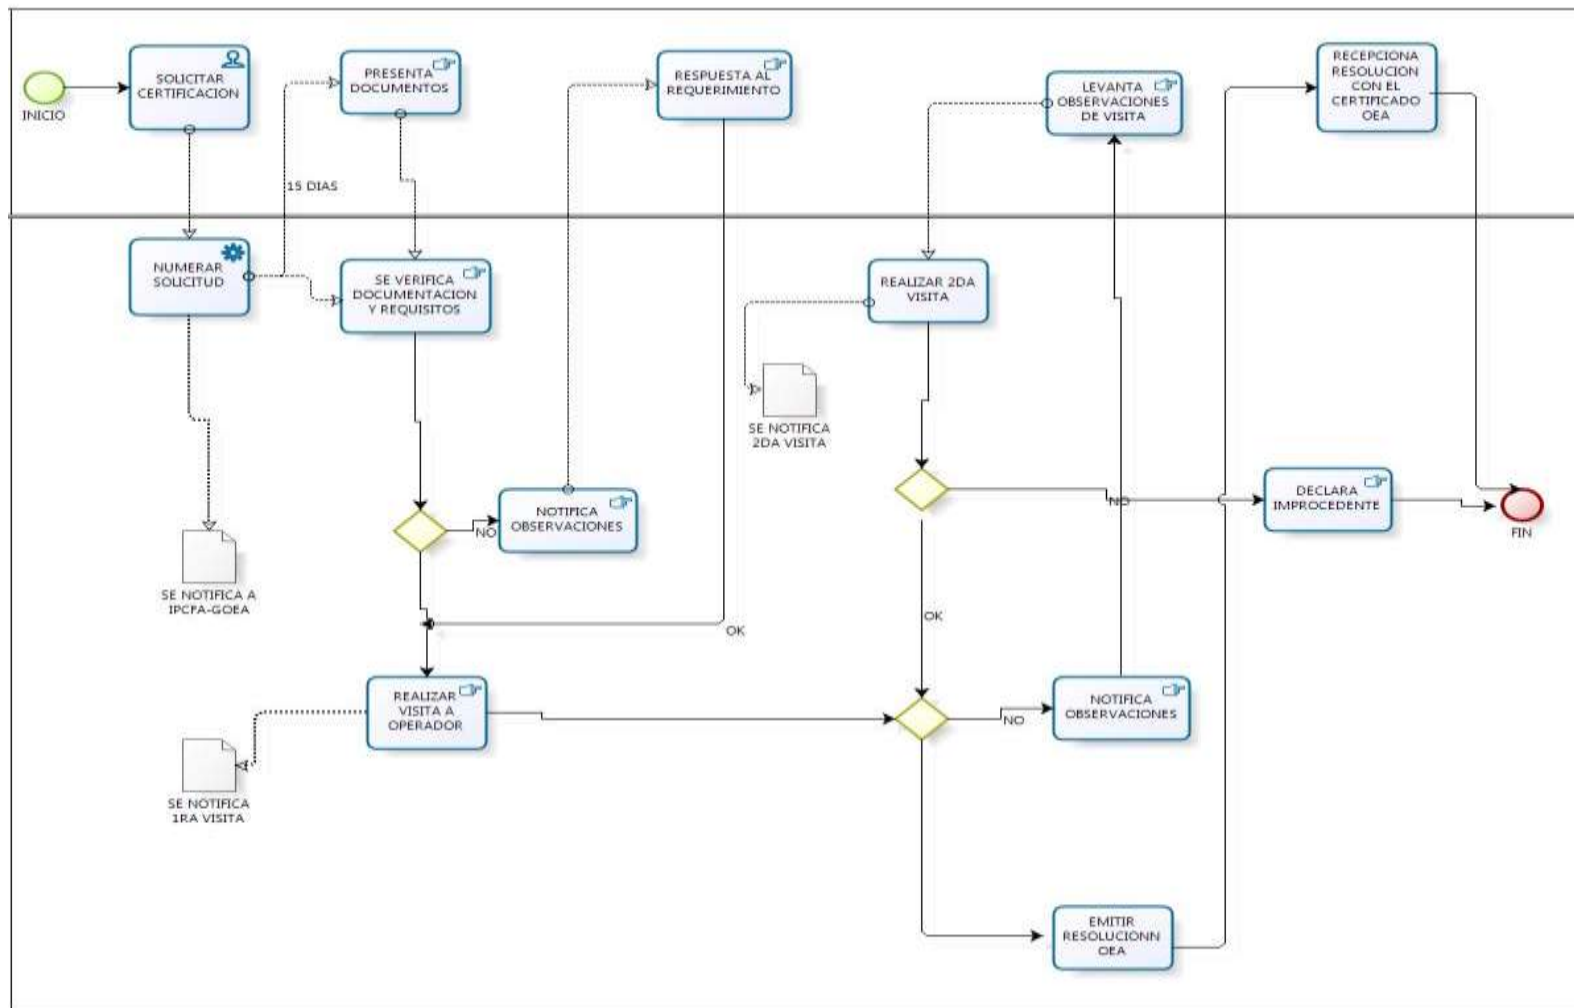 INICIO
SOLICITAR
CERTIFICACION
PRESENTA
DOCUMENTOS
RESPUESTA AL
REQUERIMIENTO
LEVANTA
OBSERVACIONES
DE VISITA
RECEPCIONA
RESOLUCION
CON EL
CERTIFICADO
OEA
15 DIAS
NUMERAR
SOLICITUD
SE VERIFICA
DOCUMENTACION
Y REQUISITOS
REALIZAR 2DA
VISITA
SE NOTIFICA
2DA VISITA
NOTIFICA
OBSERVACIONES
NO
NO
DECLARA
IMPROCEDENTE
FIN
SE NOTIFICA A
IPCFA-GOEA
OK
OK
REALIZAR
VISITA A
OPERADOR
NO
NOTIFICA
OBSERVACIONES
SE NOTIFICA
1RA VISITA
EMITIR
RESOLUCIONN
OEA